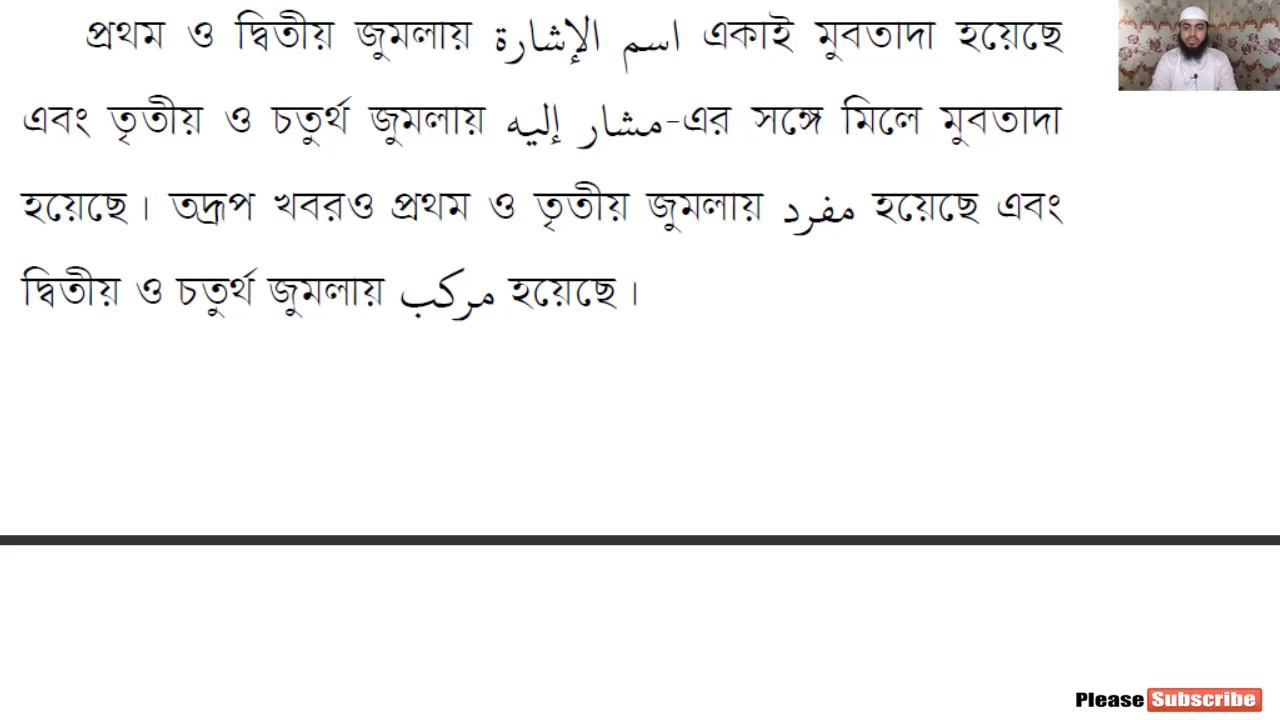 প্রথম ও দ্বিতীয় জুমলায় اسم الإشارة একাই মুবতাদা হয়েছে
এবং তৃতীয় ও চতুর্থ জুমলায় مشار إليه-এর সঙ্গে মিলে মুবতাদা
হয়েছে। তদ্রূপ খবরও প্রথম ও তৃতীয় জুমলায় مفرد হয়েছে এবং
দ্বিতীয় ও চতুর্থ জুমলায় مركب হয়েছে।
Please Subscribe